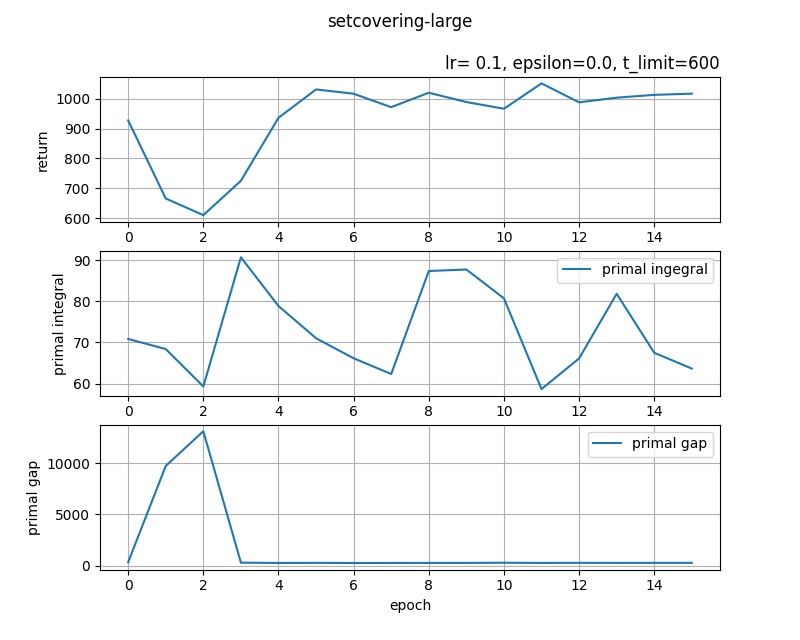 setcovering-large
lr= 0.1, epsilon=0.0, t_limit=600
return
1000
900
800
700
600
0 2 4 6 8 10 12 14
primal integral
90
80
70
60
primal ingegral
0 2 4 6 8 10 12 14
primal gap
10000
5000
0
primal gap
0 2 4 6 8 10 12 14
epoch